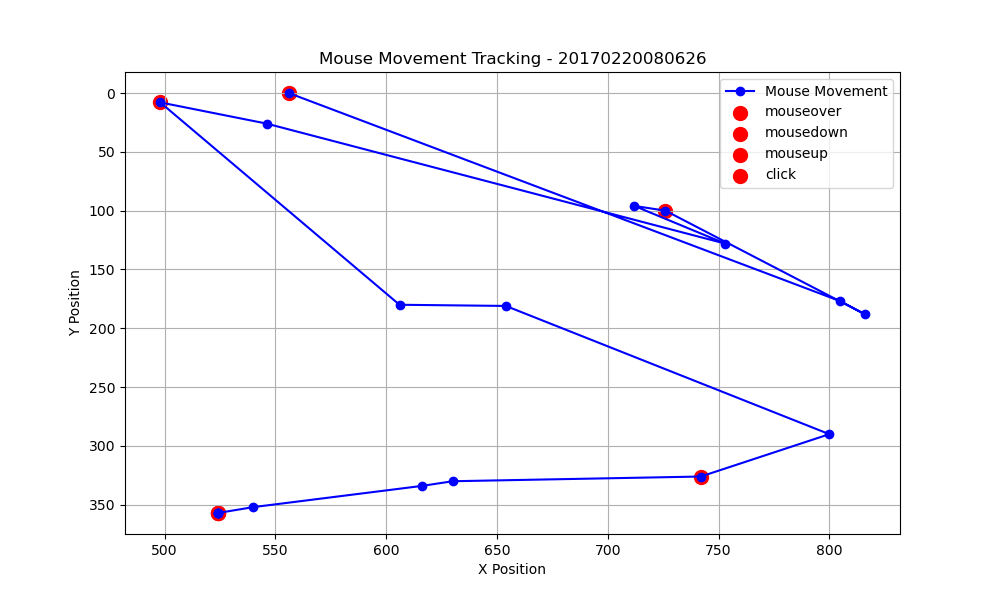 Mouse Movement Tracking - 20170220080626
Mouse Movement
mouseover
mousedown
mouseup
click
0
50
100
150
200
250
300
350
Y Position
500
550
600
650
700
750
800
X Position